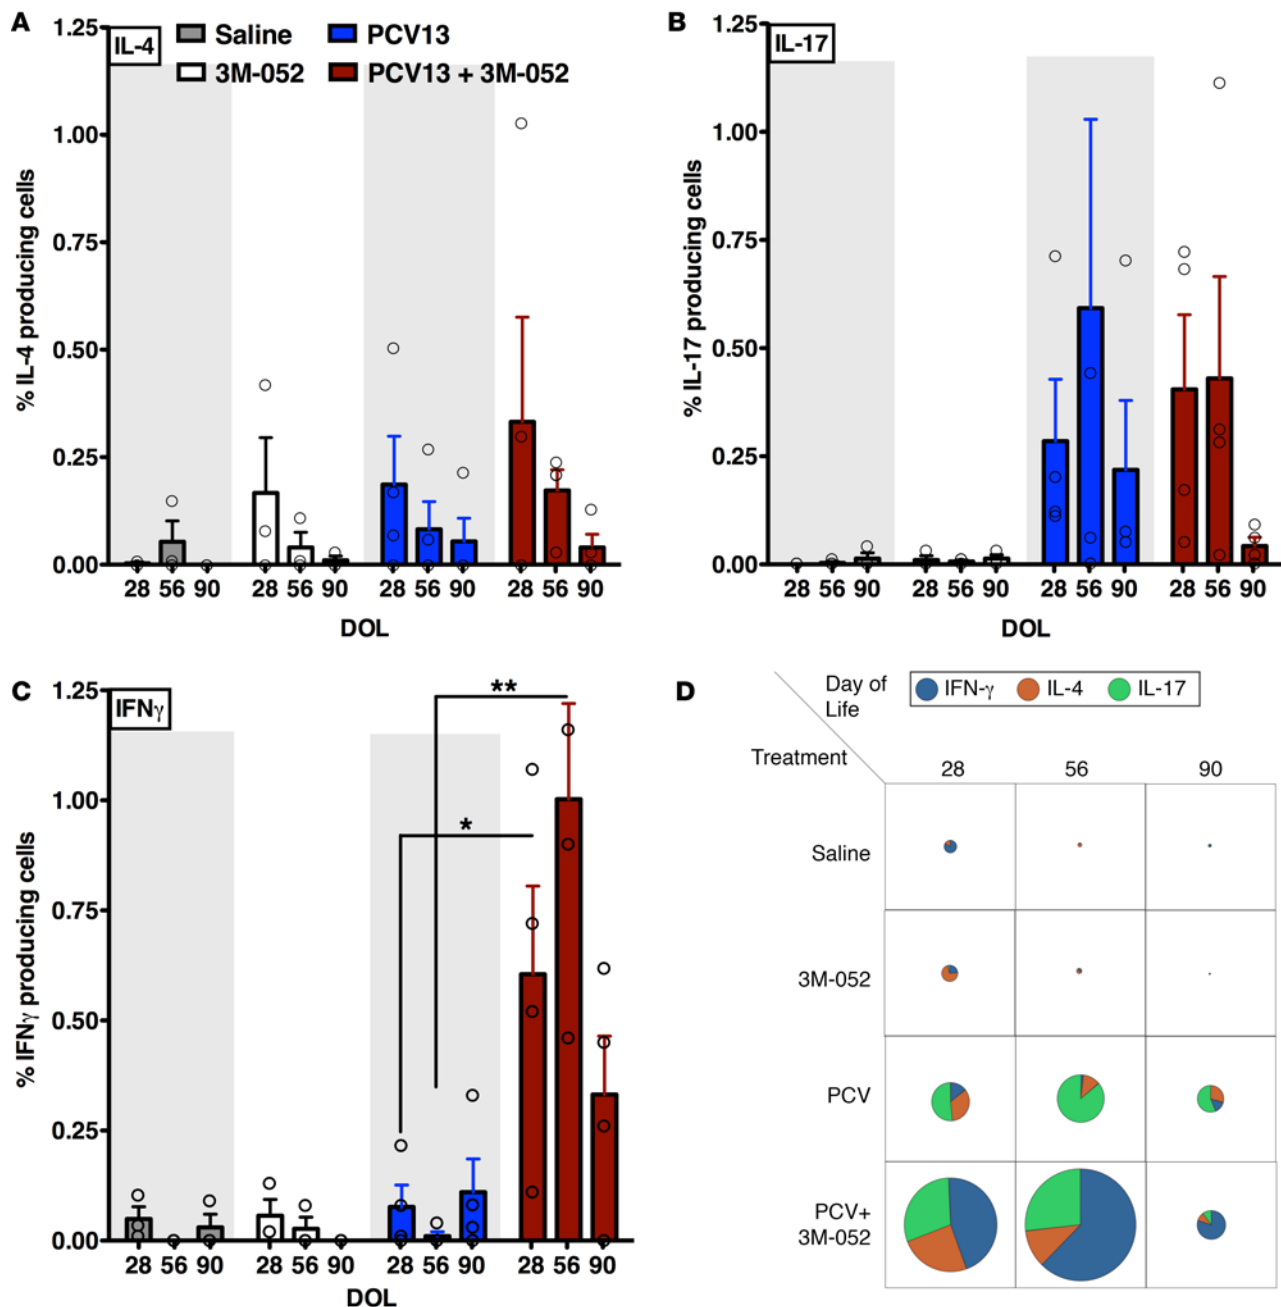 A
IL-4
Saline
PCV13
3M-052
PCV13 + 3M-052
% IL-4 producing cells
1.25
1.00
0.75
0.50
0.25
0.00
28 56 90 28 56 90 28 56 90 28 56 90
DOL
B
IL-17
% IL-17 producing cells
1.25
1.00
0.75
0.50
0.25
0.00
28 56 90 28 56 90 28 56 90 28 56 90
DOL
C
IFNγ
% IFNγ producing cells
1.25
1.00
0.75
0.50
0.25
0.00
**
*
28 56 90 28 56 90 28 56 90 28 56 90
DOL
D
Day of
Life
IFN-γ IL-4 IL-17
Treatment
28 56 90
Saline
3M-052
PCV
PCV+
3M-052